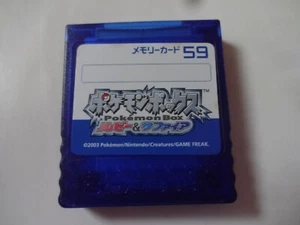 メモリーカード 59
ポケモンボックス
Pokémon Box
ルビー&サファイア
©2003 Pokémon/Nintendo/Creatures/GAME FREAK.